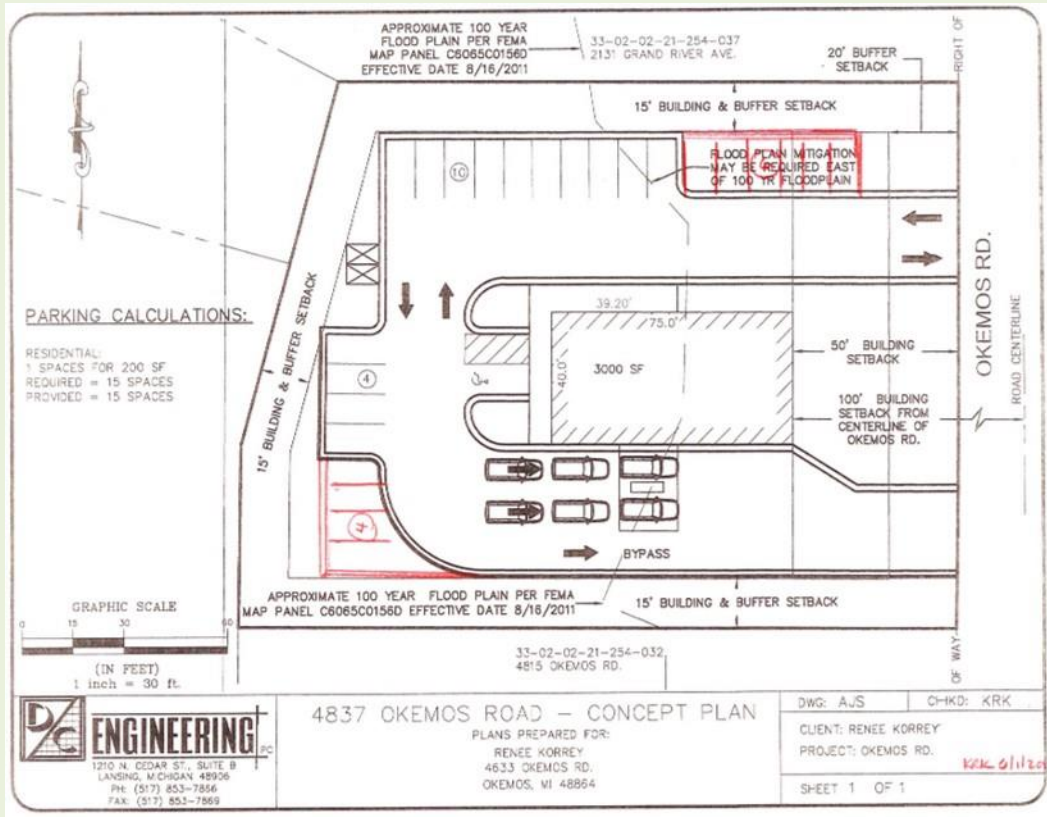 APPROXIMATE 100 YEAR
FLOOD PLAIN PER FEMA
MAP PANEL C6065C0156D
EFFECTIVE DATE 8/16/2011
33-02-02-21-254-037
2131 GRAND RIVER AVE.
20' BUFFER
SETBACK
RIGHT OF
15' BUILDING & BUFFER SETBACK
10
FLOOD PLAIN MITIGATION
MAY BE REQUIRED EAST
OF 100 YR FLOODPLAIN
PARKING CALCULATIONS:
RESIDENTIAL:
1 SPACES FOR 200 SF
REQUIRED = 15 SPACES
PROVIDED = 15 SPACES
15' BUILDING & BUFFER SETBACK
4
39.20'
75.0'
40.0'
3000 SF
50' BUILDING
SETBACK
100' BUILDING
SETBACK FROM
CENTERLINE OF
OKEMOS RD.
OKEMOS RD.
ROAD CENTERLINE
4
BYPASS
APPROXIMATE 100 YEAR FLOOD PLAIN PER FEMA
MAP PANEL C6065C0156D EFFECTIVE DATE 8/16/2011
15' BUILDING & BUFFER SETBACK
OF WAY
GRAPHIC SCALE
0 15 30 60
(IN FEET)
1 inch = 30 ft.
33-02-02-21-254-032
4815 OKEMOS RD.
D/C ENGINEERING PC
1210 N. CEDAR ST., SUITE B
LANSING, MICHIGAN 48906
PH: (517) 853-7866
FAX: (517) 853-7869
4837 OKEMOS ROAD - CONCEPT PLAN
PLANS PREPARED FOR:
RENEE KORREY
4633 OKEMOS RD.
OKEMOS, MI 48864
DWG: AJS
CHKD: KRK
CLIENT: RENEE KORREY
PROJECT: OKEMOS RD.
SHEET 1 OF 1